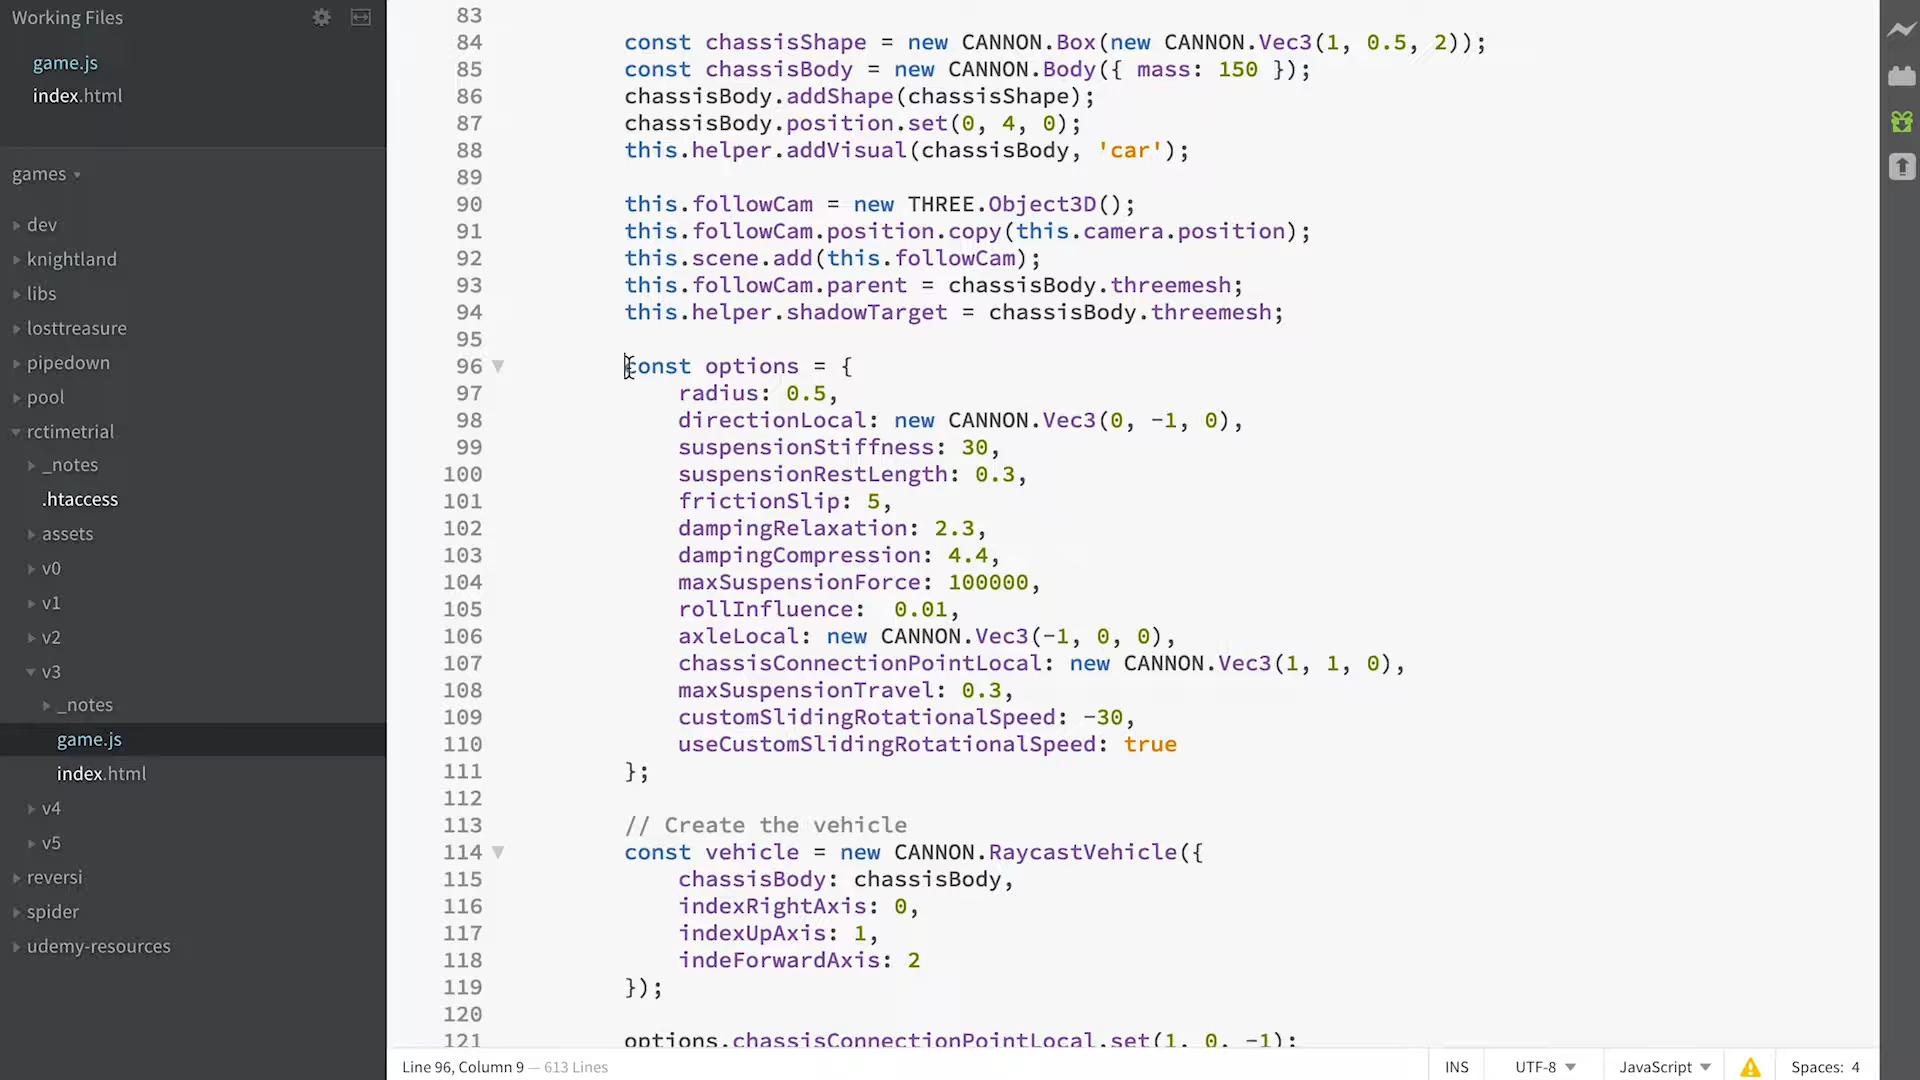 Working Files
game.js
index.html
games
dev
knightland
libs
losttreasure
pipedown
pool
rctimetrial
_notes
.htaccess
assets
v0
v1
v2
v3
_notes
game.js
index.html
v4
v5
reversi
spider
udemy-resources
83
84 const chassisShape = new CANNON.Box(new CANNON.Vec3(1, 0.5, 2));
85 const chassisBody = new CANNON.Body({ mass: 150 });
86 chassisBody.addShape(chassisShape);
87 chassisBody.position.set(0, 4, 0);
88 this.helper.addVisual(chassisBody, 'car');
89
90 this.followCam = new THREE.Object3D();
91 this.followCam.position.copy(this.camera.position);
92 this.scene.add(this.followCam);
93 this.followCam.parent = chassisBody.threemesh;
94 this.helper.shadowTarget = chassisBody.threemesh;
95
96 const options = {
97 radius: 0.5,
98 directionLocal: new CANNON.Vec3(0, -1, 0),
99 suspensionStiffness: 30,
100 suspensionRestLength: 0.3,
101 frictionSlip: 5,
102 dampingRelaxation: 2.3,
103 dampingCompression: 4.4,
104 maxSuspensionForce: 100000,
105 rollInfluence:  0.01,
106 axleLocal: new CANNON.Vec3(-1, 0, 0),
107 chassisConnectionPointLocal: new CANNON.Vec3(1, 1, 0),
108 maxSuspensionTravel: 0.3,
109 customSlidingRotationalSpeed: -30,
110 useCustomSlidingRotationalSpeed: true
111 };
112
113 // Create the vehicle
114 const vehicle = new CANNON.RaycastVehicle({
115 chassisBody: chassisBody,
116 indexRightAxis: 0,
117 indexUpAxis: 1,
118 indeForwardAxis: 2
119 });
120
121 options.chassisConnectionPointLocal.set(1, 0, -1);
Line 96, Column 9 — 613 Lines
INS
UTF-8
JavaScript
Spaces: 4